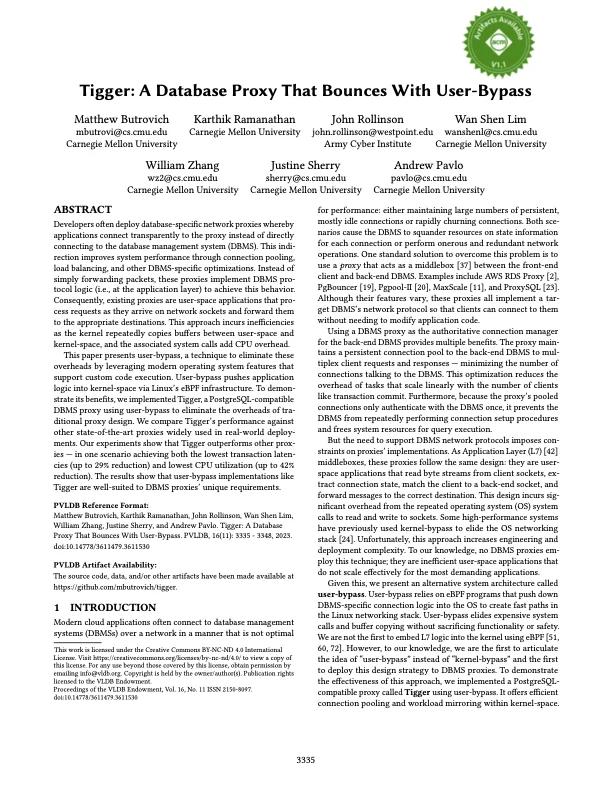 Artifacts Available
acm
V1.1
Tigger: A Database Proxy That Bounces With User-Bypass
Matthew Butrovich
mbutrovi@cs.cmu.edu
Carnegie Mellon University
Karthik Ramanathan
Carnegie Mellon University
John Rollinson
john.rollinson@westpoint.edu
Army Cyber Institute
Wan Shen Lim
wanshenl@cs.cmu.edu
Carnegie Mellon University
William Zhang
wz2@cs.cmu.edu
Carnegie Mellon University
Justine Sherry
sherry@cs.cmu.edu
Carnegie Mellon University
Andrew Pavlo
pavlo@cs.cmu.edu
Carnegie Mellon University
ABSTRACT
Developers often deploy database-specific network proxies whereby
applications connect transparently to the proxy instead of directly
connecting to the database management system (DBMS). This indi-
rection improves system performance through connection pooling,
load balancing, and other DBMS-specific optimizations. Instead of
simply forwarding packets, these proxies implement DBMS pro-
tocol logic (i.e., at the application layer) to achieve this behavior.
Consequently, existing proxies are user-space applications that pro-
cess requests as they arrive on network sockets and forward them
to the appropriate destinations. This approach incurs inefficiencies
as the kernel repeatedly copies buffers between user-space and
kernel-space, and the associated system calls add CPU overhead.
This paper presents user-bypass, a technique to eliminate these
overheads by leveraging modern operating system features that
support custom code execution. User-bypass pushes application
logic into kernel-space via Linux's eBPF infrastructure. To demon-
strate its benefits, we implemented Tigger, a PostgreSQL-compatible
DBMS proxy using user-bypass to eliminate the overheads of tra-
ditional proxy design. We compare Tigger's performance against
other state-of-the-art proxies widely used in real-world deploy-
ments. Our experiments show that Tigger outperforms other prox-
ies — in one scenario achieving both the lowest transaction laten-
cies (up to 29% reduction) and lowest CPU utilization (up to 42%
reduction). The results show that user-bypass implementations like
Tigger are well-suited to DBMS proxies' unique requirements.
PVLDB Reference Format:
Matthew Butrovich, Karthik Ramanathan, John Rollinson, Wan Shen Lim,
William Zhang, Justine Sherry, and Andrew Pavlo. Tigger: A Database
Proxy That Bounces With User-Bypass. PVLDB, 16(11): 3335 - 3348, 2023.
doi:10.14778/3611479.3611530
PVLDB Artifact Availability:
The source code, data, and/or other artifacts have been made available at
https://github.com/mbutrovich/tigger.
1 INTRODUCTION
Modern cloud applications often connect to database management
systems (DBMSs) over a network in a manner that is not optimal
This work is licensed under the Creative Commons BY-NC-ND 4.0 International
License. Visit https://creativecommons.org/licenses/by-nc-nd/4.0/ to view a copy of
this license. For any use beyond those covered by this license, obtain permission by
emailing info@vldb.org. Copyright is held by the owner/author(s). Publication rights
licensed to the VLDB Endowment.
Proceedings of the VLDB Endowment, Vol. 16, No. 11 ISSN 2150-8097.
doi:10.14778/3611479.3611530
for performance: either maintaining large numbers of persistent,
mostly idle connections or rapidly churning connections. Both sce-
narios cause the DBMS to squander resources on state information
for each connection or perform onerous and redundant network
operations. One standard solution to overcome this problem is to
use a proxy that acts as a middlebox [37] between the front-end
client and back-end DBMS. Examples include AWS RDS Proxy [2],
PgBouncer [19], Pgpool-II [20], MaxScale [11], and ProxySQL [23].
Although their features vary, these proxies all implement a tar-
get DBMS's network protocol so that clients can connect to them
without needing to modify application code.
Using a DBMS proxy as the authoritative connection manager
for the back-end DBMS provides multiple benefits. The proxy main-
tains a persistent connection pool to the back-end DBMS to mul-
tiplex client requests and responses — minimizing the number of
connections talking to the DBMS. This optimization reduces the
overhead of tasks that scale linearly with the number of clients
like transaction commit. Furthermore, because the proxy's pooled
connections only authenticate with the DBMS once, it prevents the
DBMS from repeatedly performing connection setup procedures
and frees system resources for query execution.
But the need to support DBMS network protocols imposes con-
straints on proxies' implementations. As Application Layer (L7) [42]
middleboxes, these proxies follow the same design: they are user-
space applications that read byte streams from client sockets, ex-
tract connection state, match the client to a back-end socket, and
forward messages to the correct destination. This design incurs sig-
nificant overhead from the repeated operating system (OS) system
calls to read and write to sockets. Some high-performance systems
have previously used kernel-bypass to elide the OS networking
stack [24]. Unfortunately, this approach increases engineering and
deployment complexity. To our knowledge, no DBMS proxies em-
ploy this technique; they are inefficient user-space applications that
do not scale effectively for the most demanding applications.
Given this, we present an alternative system architecture called
user-bypass. User-bypass relies on eBPF programs that push down
DBMS-specific connection logic into the OS to create fast paths in
the Linux networking stack. User-bypass elides expensive system
calls and buffer copying without sacrificing functionality or safety.
We are not the first to embed L7 logic into the kernel using eBPF [51,
60, 72]. However, to our knowledge, we are the first to articulate
the idea of "user-bypass" instead of "kernel-bypass" and the first
to deploy this design strategy to DBMS proxies. To demonstrate
the effectiveness of this approach, we implemented a PostgreSQL-
compatible proxy called Tigger using user-bypass. It offers efficient
connection pooling and workload mirroring within kernel-space.
3335